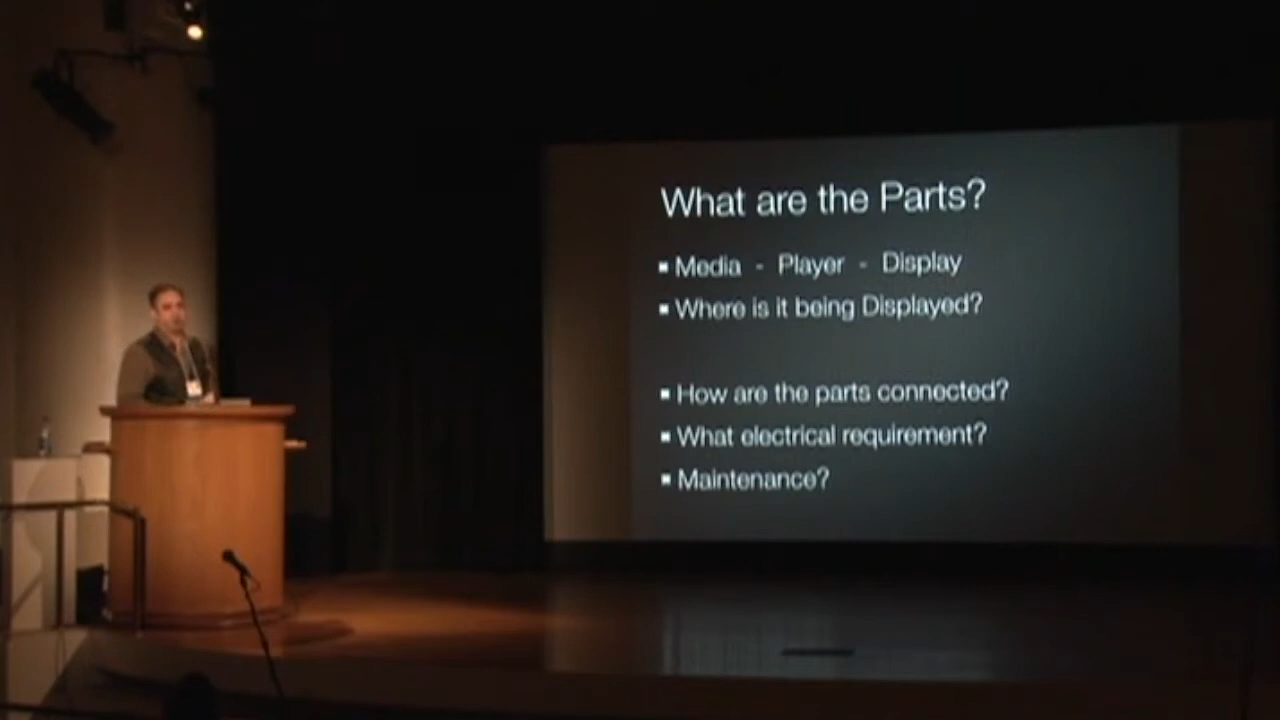 What are the Parts?
▪ Media - Player - Display
▪ Where is it being Displayed?
▪ How are the parts connected?
▪ What electrical requirement?
▪ Maintenance?